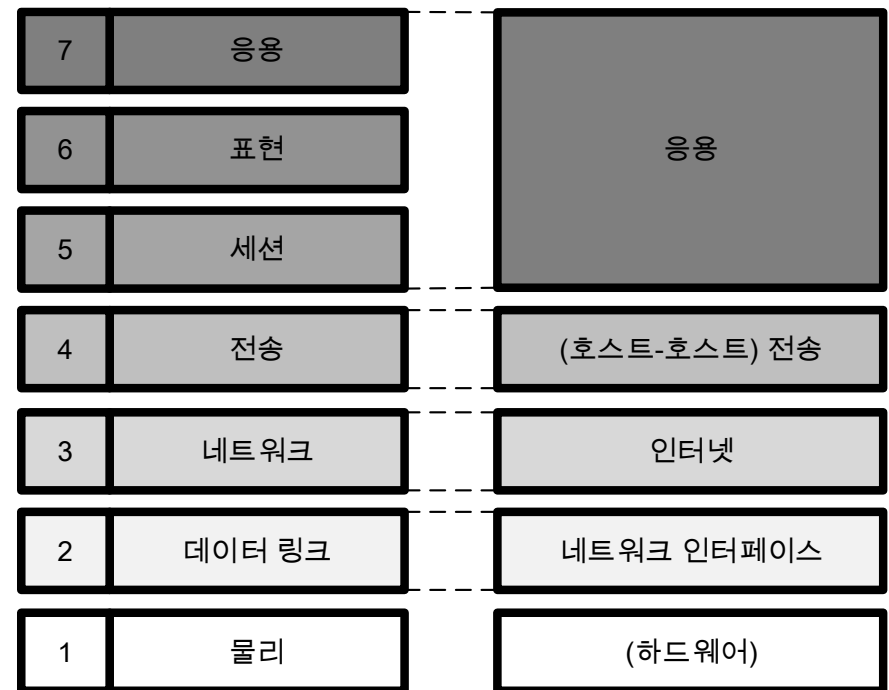 7 응용
6 표현
응용
5 세션
4 전송 (호스트-호스트) 전송
3 네트워크 인터넷
2 데이터 링크 네트워크 인터페이스
1 물리 (하드웨어)